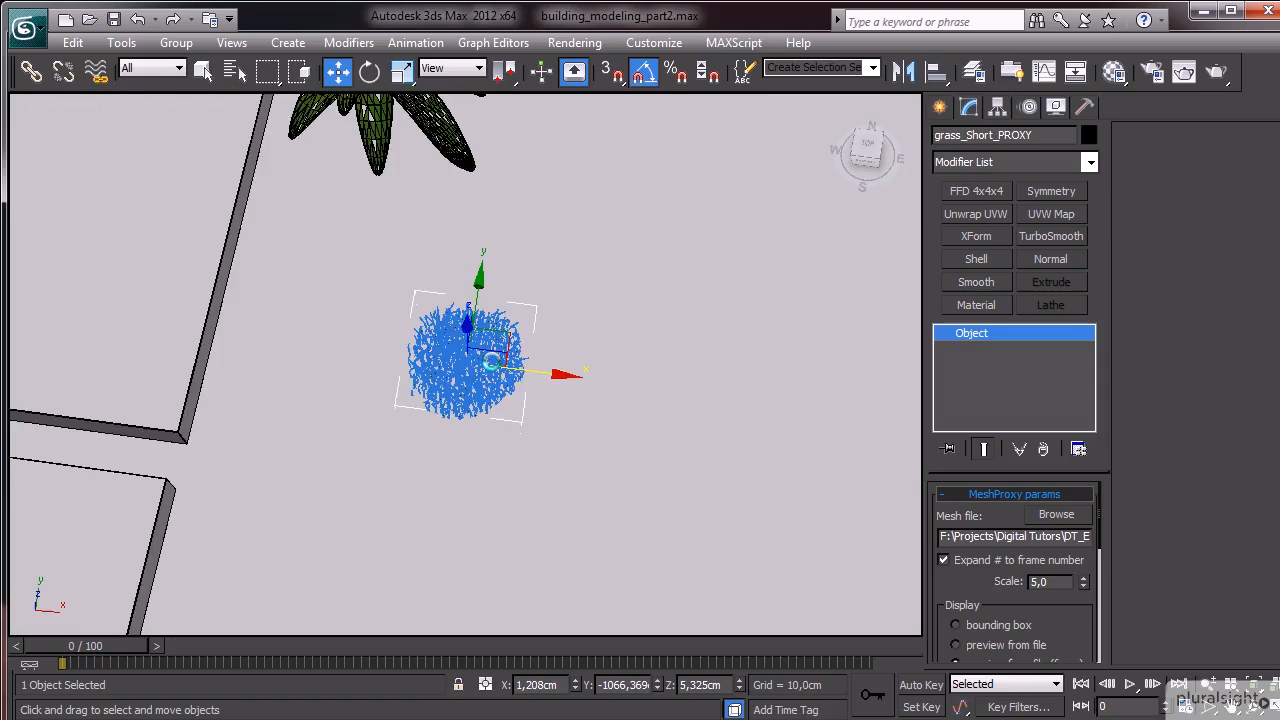 Autodesk 3ds Max 2012 x64 building_modeling_part2.max Type a keyword or phrase
Edit Tools Group Views Create Modifiers Animation Graph Editors Rendering Customize MAXScript Help
All View 3 % ABC Create Selection Se
N
W TOP E
S
grass_Short_PROXY
Modifier List
FFD 4x4x4 Symmetry
Unwrap UVW UVW Map
XForm TurboSmooth
Shell Normal
Smooth Extrude
Material Lathe
Object
y
z
x
- MeshProxy params
Mesh file: Browse
F:\Projects\Digital Tutors\DT_E
Expand # to frame number
Scale: 5,0
Display
bounding box
preview from file
y
z
x
< 0 / 100 >
1 Object Selected X: 1,208cm Y: -1066,369 Z: 5,325cm Grid = 10,0cm Auto Key Selected
Click and drag to select and move objects Add Time Tag Set Key Key Filters... 0
pluralsight